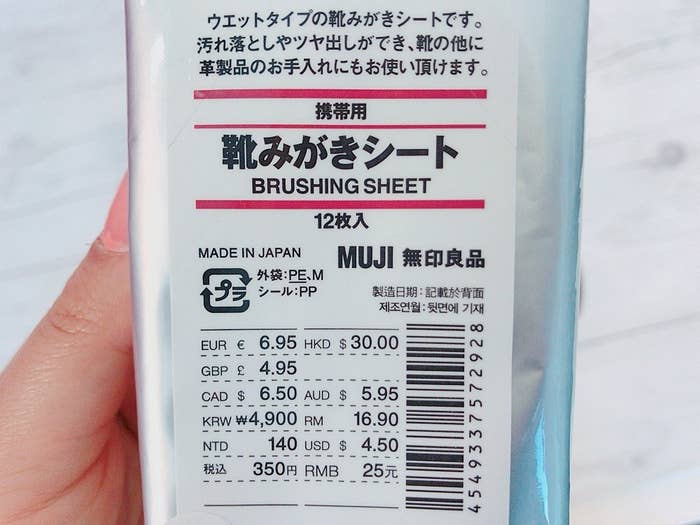 ウエットタイプの靴みがきシートです。
汚れ落としやツヤ出しができ、靴の他に
革製品のお手入れにもお使い頂けます。
携帯用
靴みがきシート
BRUSHING SHEET
12枚入
MADE IN JAPAN
MUJI 無印良品
プラ
外袋:PE,M
シール:PP
製造日期:記載於背面
제조연월:뒷면에 기재
EUR € 6.95 HKD $ 30.00
GBP £ 4.95
CAD $ 6.50 AUD $ 5.95
KRW ₩4,900 RM 16.90
NTD 140 USD $ 4.50
税込 350円 RMB 25元
4549337572928